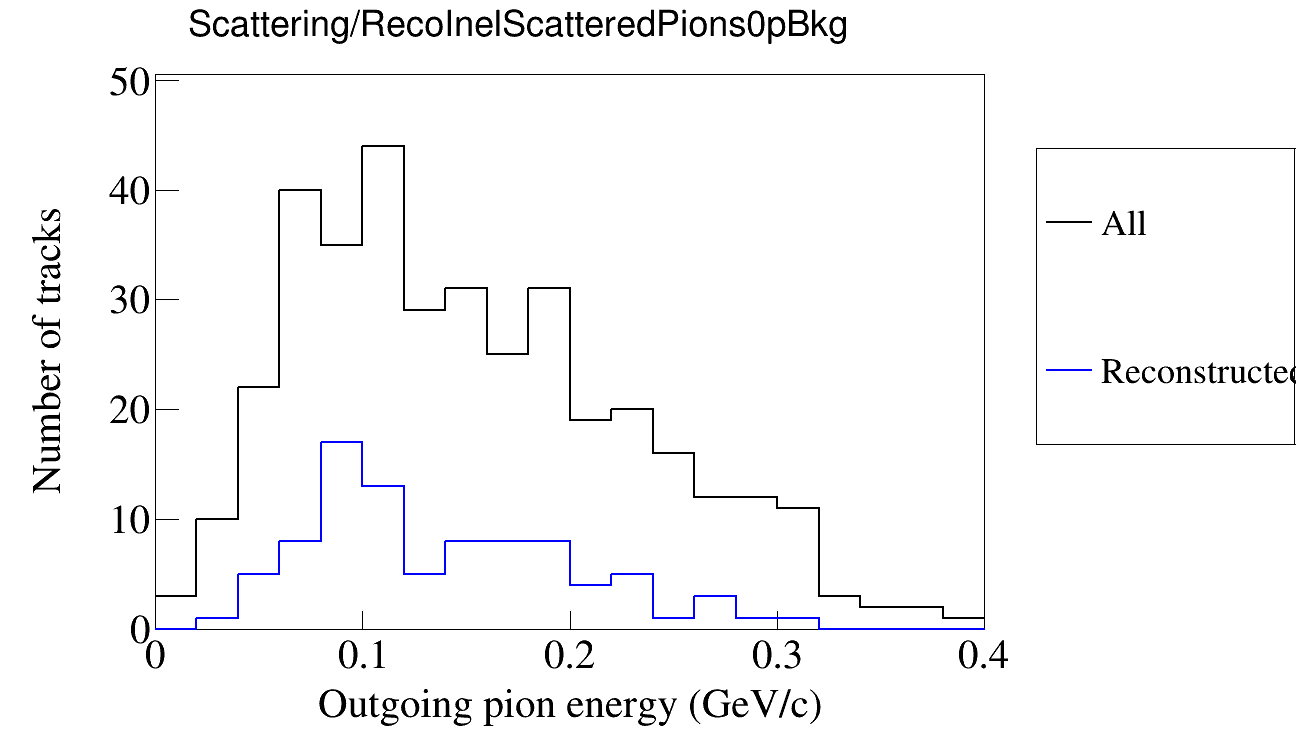 Scattering/RecoInelScatteredPions0pBkg
50
40
30
20
10
0
Number of tracks
0 0.1 0.2 0.3 0.4
Outgoing pion energy (GeV/c)
All
Reconstructed